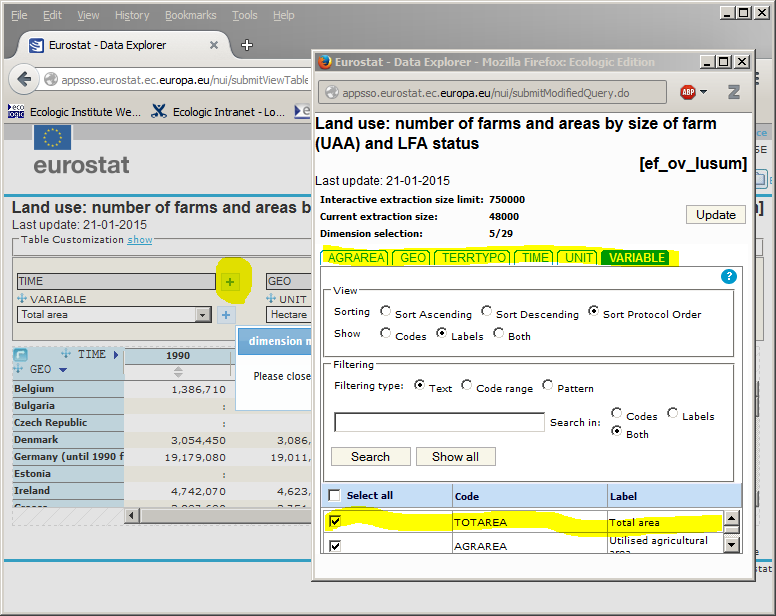 File Edit View History Bookmarks Tools Help
Eurostat - Data Explorer
appsso.eurostat.ec.europa.eu/nui/submitViewTable
Ecologic Institute We...
Ecologic Intranet - Lo...
eurostat
Land use: number of farms and areas b
Last update: 21-01-2015
Table Customization show
TIME
+
GEO
VARIABLE
UNIT
Total area
+
Hectare
dimension
Please close
TIME
1990
GEO
Belgium 1,386,710
Bulgaria :
Czech Republic :
Denmark 3,054,450 3,086,
Germany (until 1990 f 19,179,080 19,011,
Estonia :
Ireland 4,742,070 4,623,
Eurostat - Data Explorer - Mozilla Firefox: Ecologic Edition
appsso.eurostat.ec.europa.eu/nui/submitModifiedQuery.do
ABP
Z
Land use: number of farms and areas by size of farm
(UAA) and LFA status
[ef_ov_lusum]
Last update: 21-01-2015
Interactive extraction size limit: 750000
Current extraction size: 48000
Dimension selection: 5/29
Update
AGRAREA GEO TERRTYPO TIME UNIT VARIABLE
?
View
Sorting Sort Ascending Sort Descending Sort Protocol Order
Show Codes Labels Both
Filtering
Filtering type: Text Code range Pattern
Search in: Codes Labels
Both
Search Show all
Select all Code Label
TOTAREA Total area
AGRAREA Utilised agricultural
area